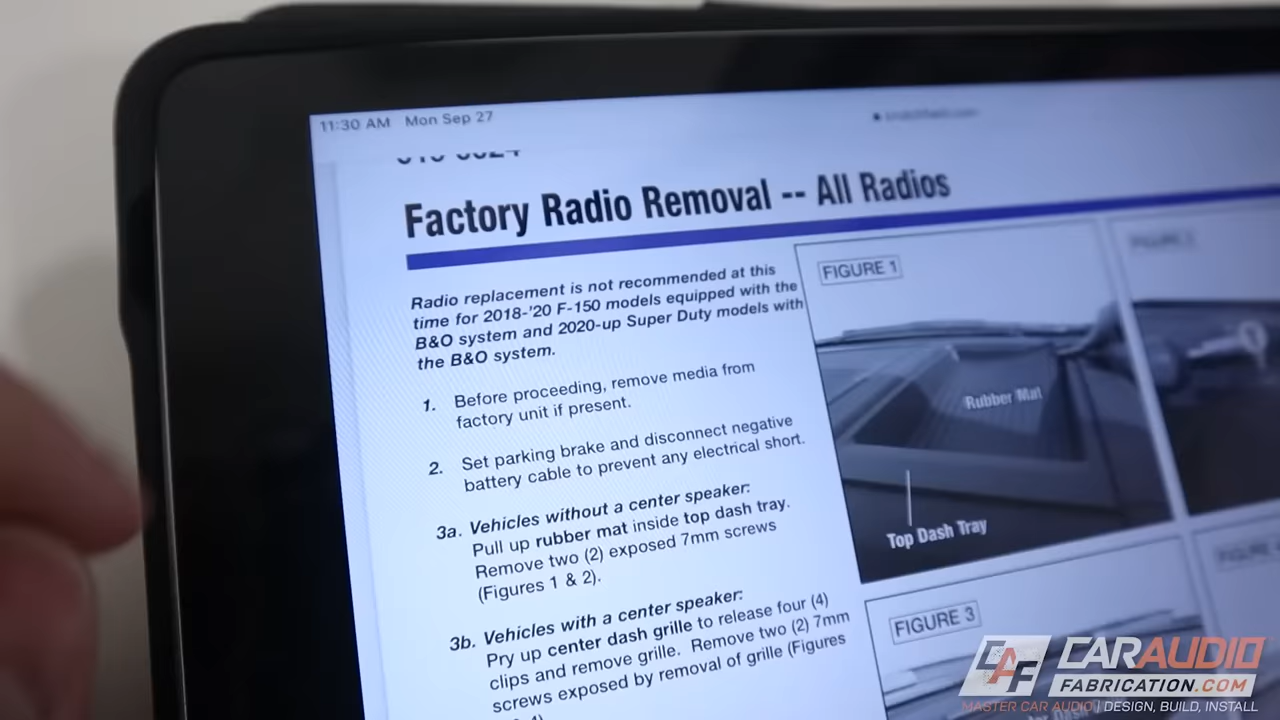 11:30 AM Mon Sep 27
Factory Radio Removal -- All Radios
Radio replacement is not recommended at this
time for 2018-'20 F-150 models equipped with the
B&O system and 2020-up Super Duty models with
the B&O system.
1. Before proceeding, remove media from
factory unit if present.
2. Set parking brake and disconnect negative
battery cable to prevent any electrical short.
3a. Vehicles without a center speaker:
Pull up rubber mat inside top dash tray.
Remove two (2) exposed 7mm screws
(Figures 1 & 2).
3b. Vehicles with a center speaker:
Pry up center dash grille to release four (4)
clips and remove grille. Remove two (2) 7mm
screws exposed by removal of grille (Figures
FIGURE 1
Rubber Mat
Top Dash Tray
FIGURE 3
CAF
CAR AUDIO
FABRICATION.COM
MASTER CAR AUDIO | DESIGN, BUILD, INSTALL